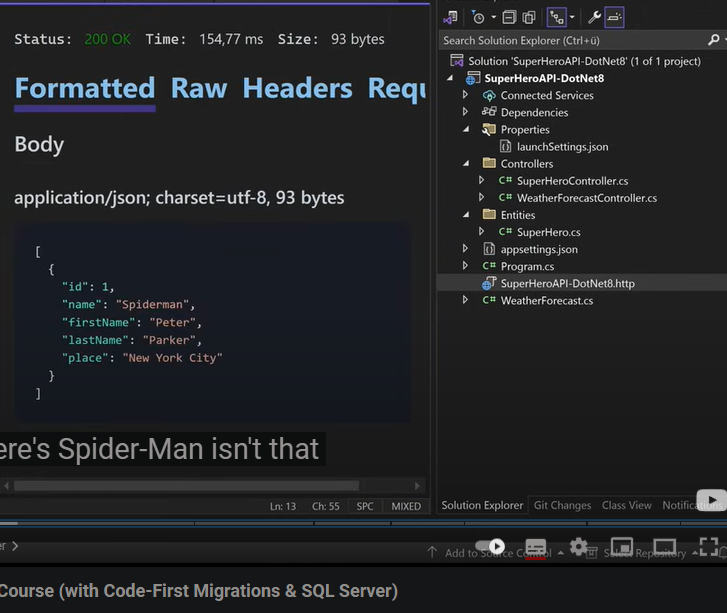 Status: 200 OK Time: 154,77 ms Size: 93 bytes
Formatted Raw Headers Requ
Body
application/json; charset=utf-8, 93 bytes
[
{
"id": 1,
"name": "Spiderman",
"firstName": "Peter",
"lastName": "Parker",
"place": "New York City"
}
]
ere's Spider-Man isn't that
Ln: 13 Ch: 55 SPC MIXED
Search Solution Explorer (Ctrl+ü)
Solution 'SuperHeroAPI-DotNet8' (1 of 1 project)
SuperHeroAPI-DotNet8
Connected Services
Dependencies
Properties
launchSettings.json
Controllers
C# SuperHeroController.cs
C# WeatherForecastController.cs
Entities
C# SuperHero.cs
appsettings.json
C# Program.cs
SuperHeroAPI-DotNet8.http
C# WeatherForecast.cs
Solution Explorer Git Changes Class View Notifications
er
Add to Source Control Select Repository
Course (with Code-First Migrations & SQL Server)